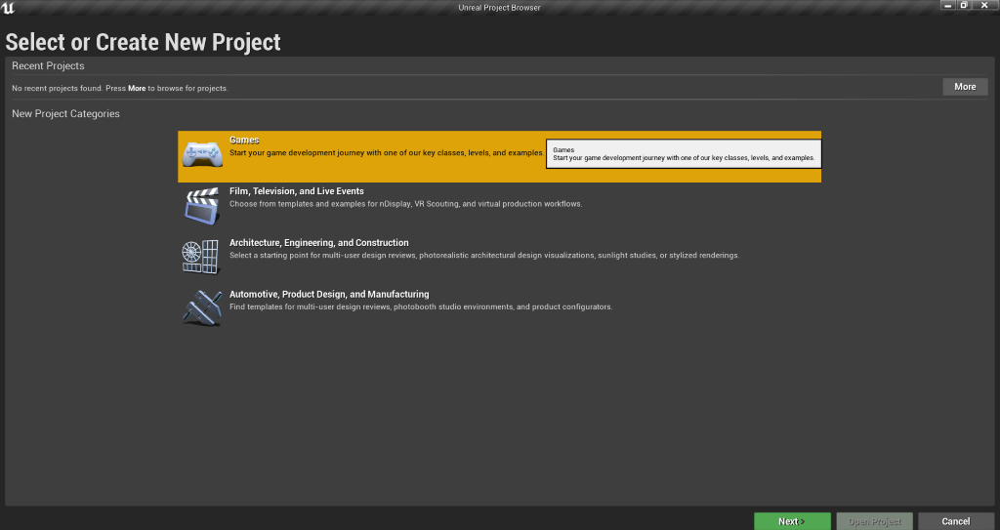 Unreal Project Browser
Select or Create New Project
Recent Projects
No recent projects found. Press More to browse for projects.
More
New Project Categories
Games
Start your game development journey with one of our key classes, levels, and examples.
Games
Start your game development journey with one of our key classes, levels, and examples.
Film, Television, and Live Events
Choose from templates and examples for nDisplay, VR Scouting, and virtual production workflows.
Architecture, Engineering, and Construction
Select a starting point for multi-user design reviews, photorealistic architectural design visualizations, sunlight studies, or stylized renderings.
Automotive, Product Design, and Manufacturing
Find templates for multi-user design reviews, photobooth studio environments, and product configurators.
Next >
Open Project
Cancel